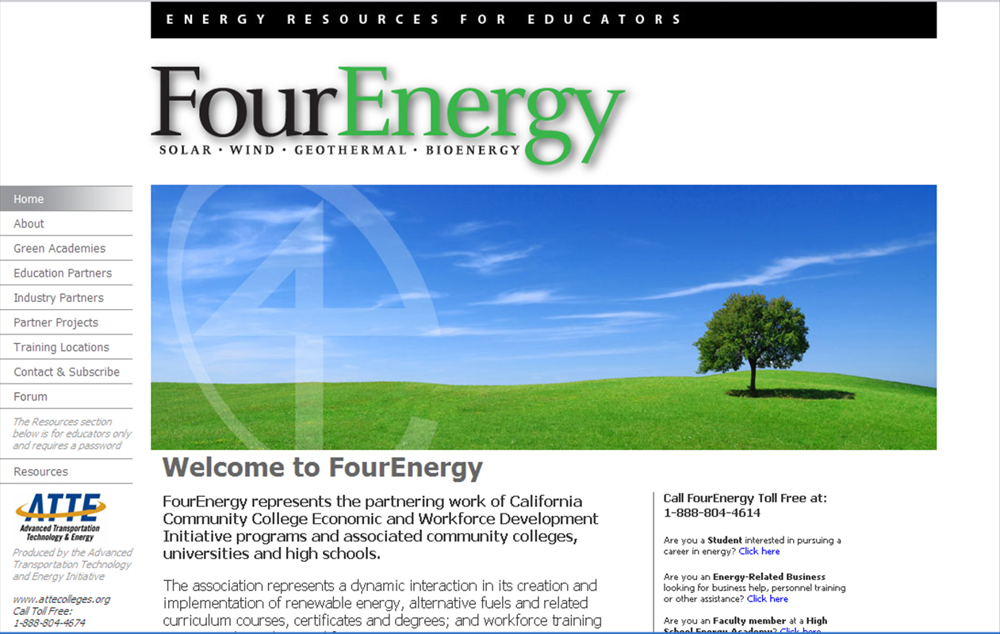 ENERGY RESOURCES FOR EDUCATORS
FourEnergy
SOLAR · WIND · GEOTHERMAL · BIOENERGY
Home
About
Green Academies
Education Partners
Industry Partners
Partner Projects
Training Locations
Contact & Subscribe
Forum
The Resources section
below is for educators only
and requires a password
Resources
ATTE
Advanced Transportation
Technology & Energy
Produced by the Advanced
Transportation Technology
and Energy Initiative
www.attecolleges.org
Call Toll Free:
1-888-804-4674
4
Welcome to FourEnergy
FourEnergy represents the partnering work of California
Community College Economic and Workforce Development
Initiative programs and associated community colleges,
universities and high schools.
The association represents a dynamic interaction in its creation and
implementation of renewable energy, alternative fuels and related
curriculum courses, certificates and degrees; and workforce training
Call FourEnergy Toll Free at:
1-888-804-4614
Are you a Student interested in pursuing a
career in energy? Click here
Are you an Energy-Related Business
looking for business help, personnel training
or other assistance? Click here
Are you an Faculty member at a High
School Energy Academy? Click here